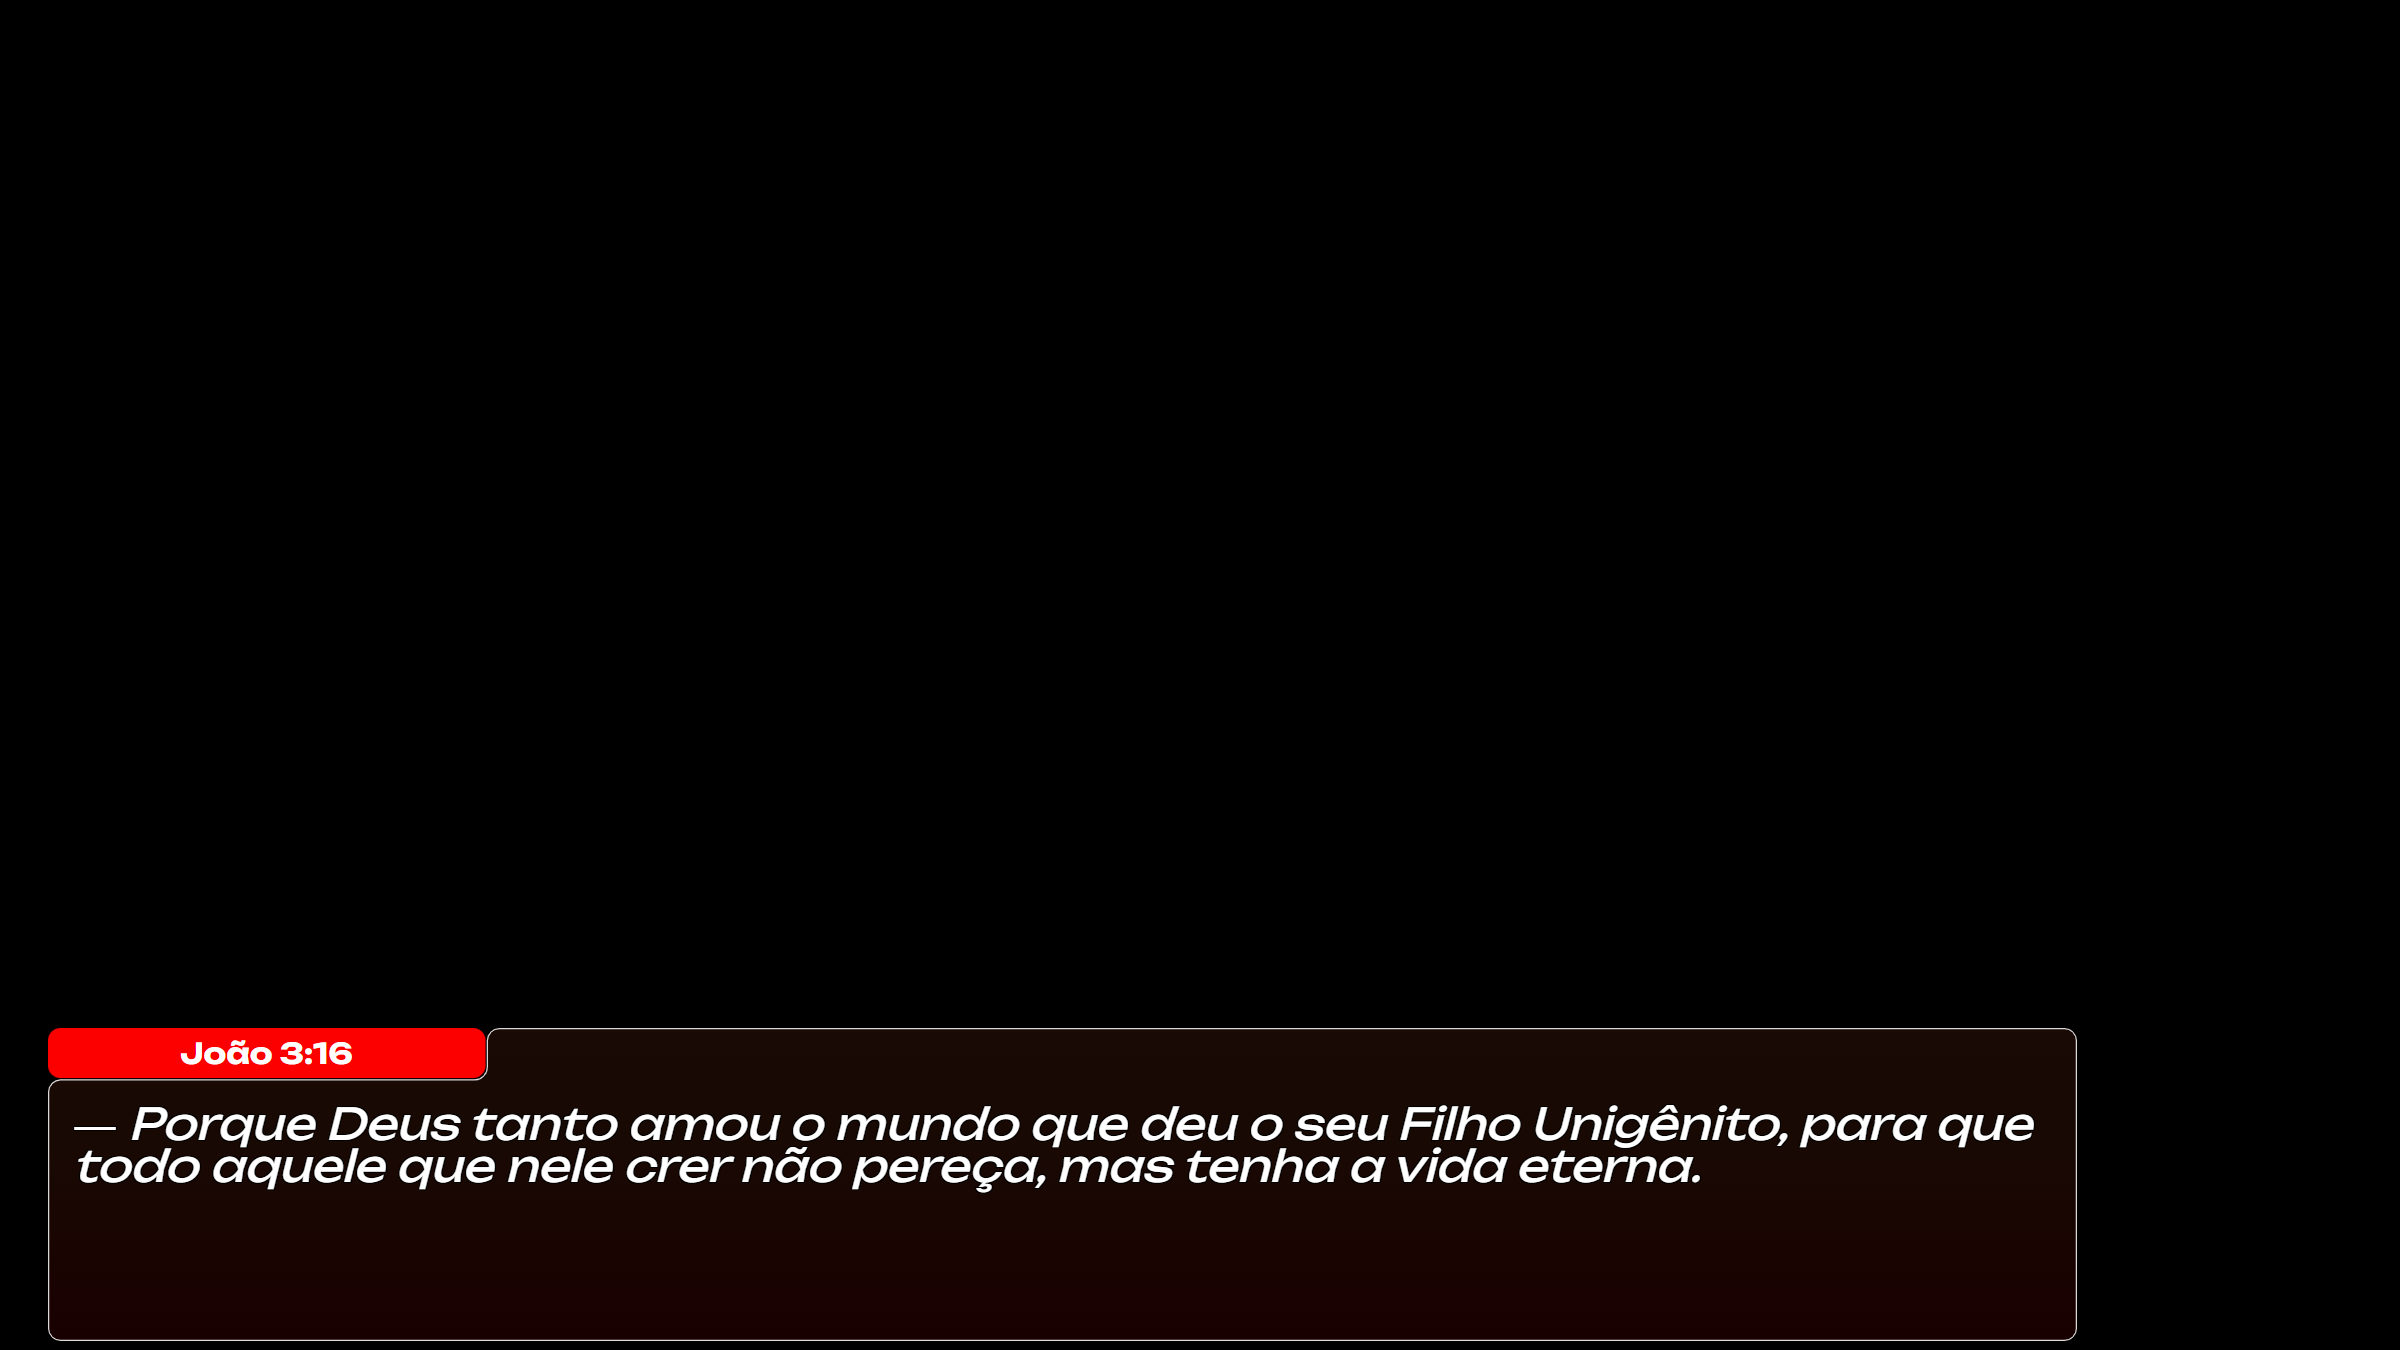 João 3:16
— Porque Deus tanto amou o mundo que deu o seu Filho Unigênito, para que
todo aquele que nele crer não pereça, mas tenha a vida eterna.